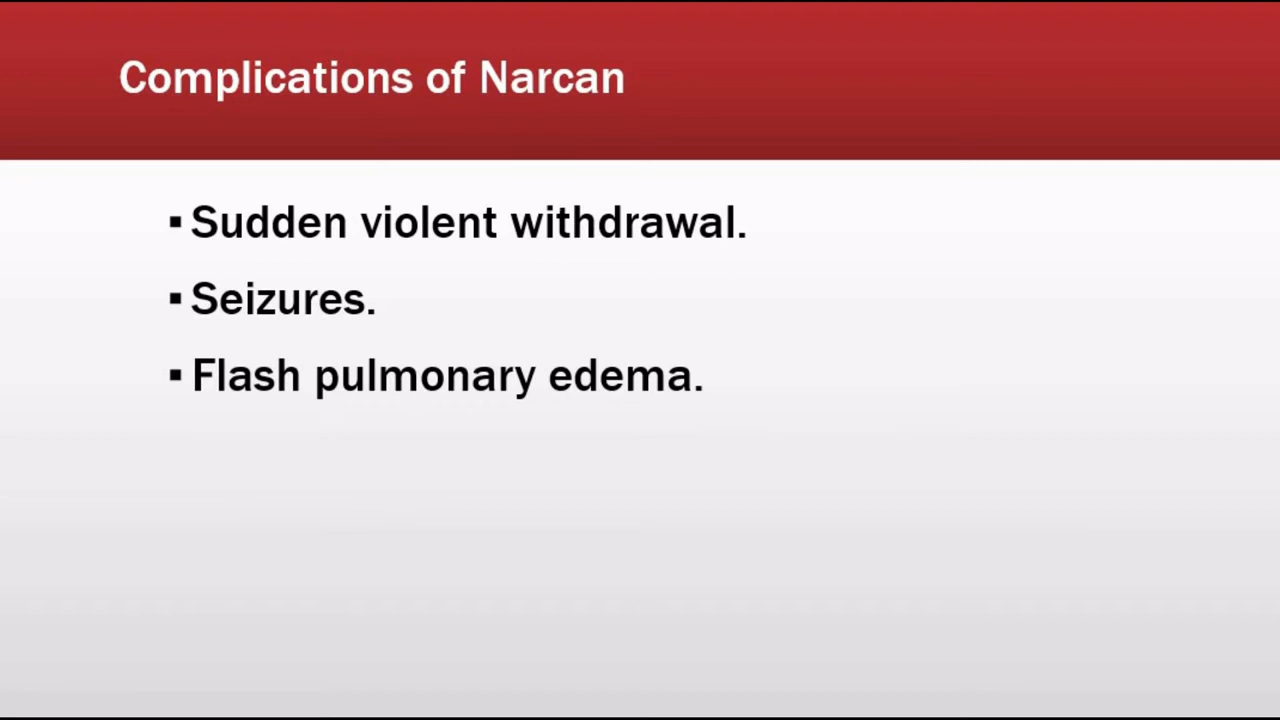 Complications of Narcan
▪ Sudden violent withdrawal.
▪ Seizures.
▪ Flash pulmonary edema.